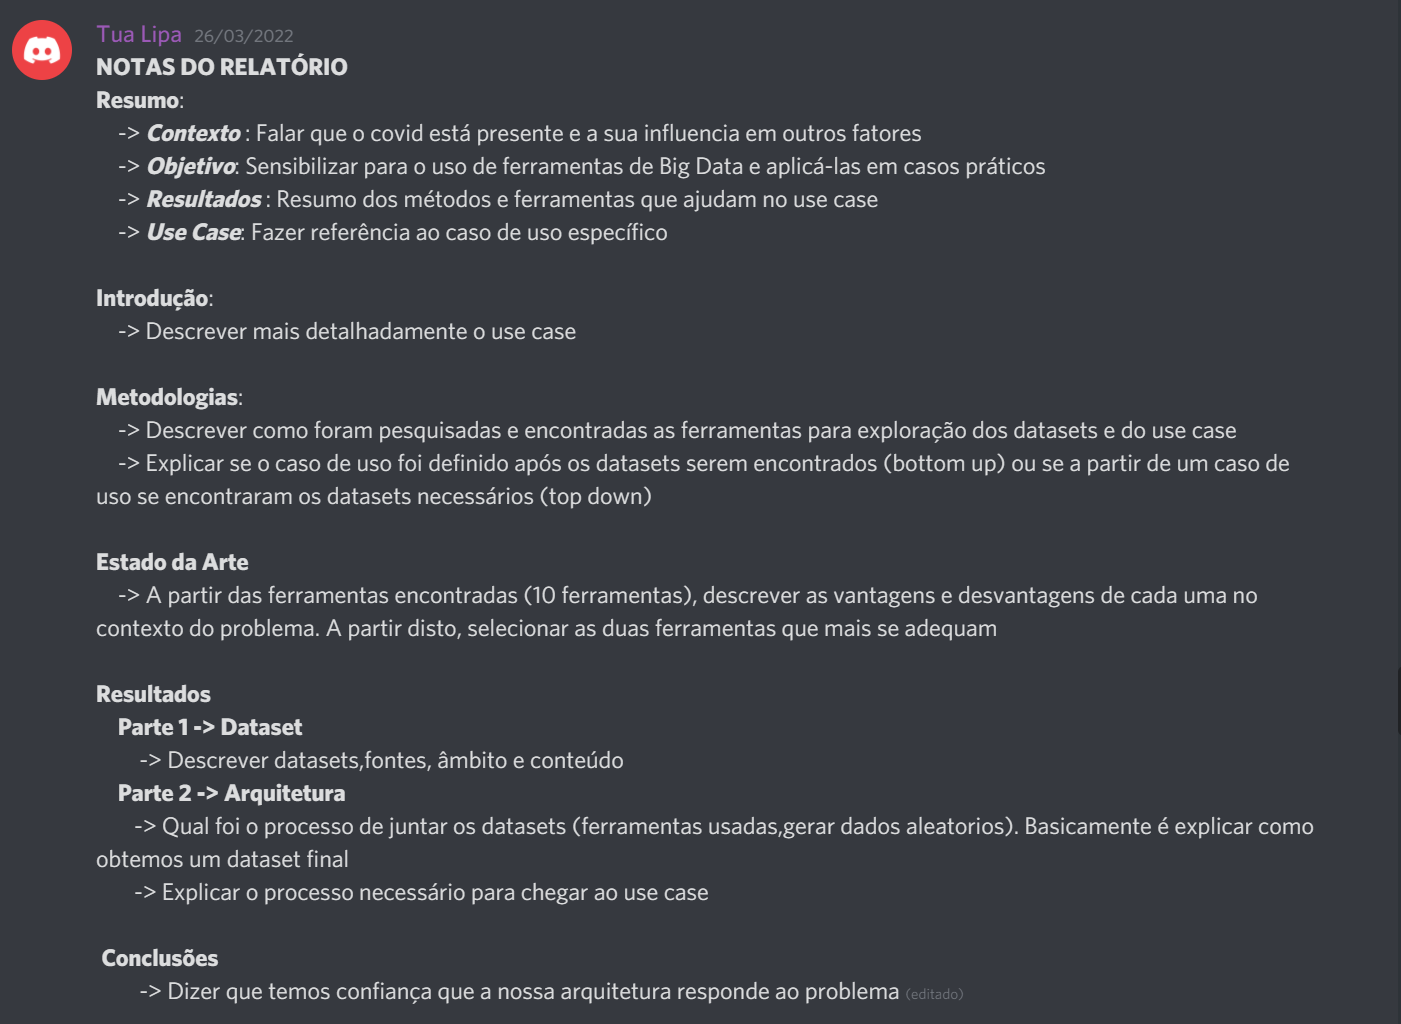 Tua Lipa 26/03/2022
NOTAS DO RELATÓRIO
Resumo:
-> Contexto : Falar que o covid está presente e a sua influencia em outros fatores
-> Objetivo: Sensibilizar para o uso de ferramentas de Big Data e aplicá-las em casos práticos
-> Resultados : Resumo dos métodos e ferramentas que ajudam no use case
-> Use Case: Fazer referência ao caso de uso específico
Introdução:
-> Descrever mais detalhadamente o use case
Metodologias:
-> Descrever como foram pesquisadas e encontradas as ferramentas para exploração dos datasets e do use case
-> Explicar se o caso de uso foi definido após os datasets serem encontrados (bottom up) ou se a partir de um caso de
uso se encontraram os datasets necessários (top down)
Estado da Arte
-> A partir das ferramentas encontradas (10 ferramentas), descrever as vantagens e desvantagens de cada uma no
contexto do problema. A partir disto, selecionar as duas ferramentas que mais se adequam
Resultados
Parte 1 -> Dataset
-> Descrever datasets,fontes, âmbito e conteúdo
Parte 2 -> Arquitetura
-> Qual foi o processo de juntar os datasets (ferramentas usadas,gerar dados aleatorios). Basicamente é explicar como
obtemos um dataset final
-> Explicar o processo necessário para chegar ao use case
Conclusões
-> Dizer que temos confiança que a nossa arquitetura responde ao problema (editado)